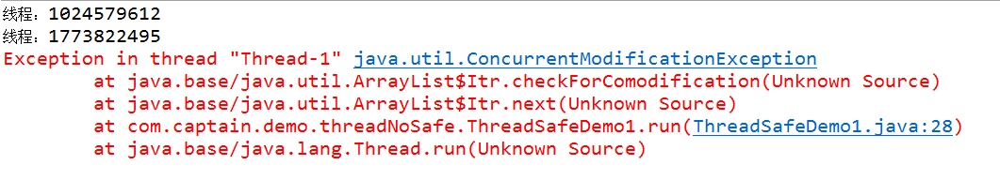 线程：1024579612
线程：1773822495
Exception in thread "Thread-1" java.util.ConcurrentModificationException
at java.base/java.util.ArrayList$Itr.checkForComodification(Unknown Source)
at java.base/java.util.ArrayList$Itr.next(Unknown Source)
at com.captain.demo.threadNoSafe.ThreadSafeDemo1.run(ThreadSafeDemo1.java:28)
at java.base/java.lang.Thread.run(Unknown Source)